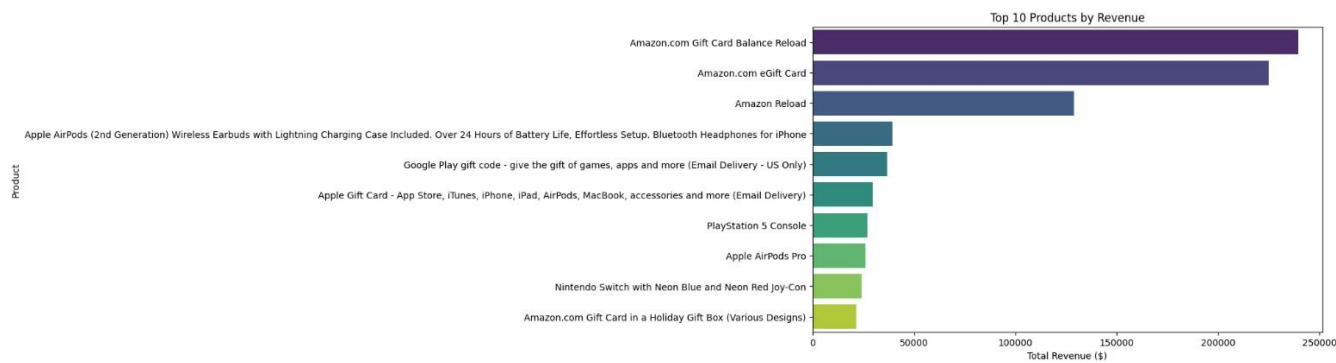 Top 10 Products by Revenue
Product
Amazon.com Gift Card Balance Reload
Amazon.com eGift Card
Amazon Reload
Apple AirPods (2nd Generation) Wireless Earbuds with Lightning Charging Case Included. Over 24 Hours of Battery Life, Effortless Setup. Bluetooth Headphones for iPhone
Google Play gift code - give the gift of games, apps and more (Email Delivery - US Only)
Apple Gift Card - App Store, iTunes, iPhone, iPad, AirPods, MacBook, accessories and more (Email Delivery)
PlayStation 5 Console
Apple AirPods Pro
Nintendo Switch with Neon Blue and Neon Red Joy-Con
Amazon.com Gift Card in a Holiday Gift Box (Various Designs)
0 50000 100000 150000 200000 250000
Total Revenue ($)